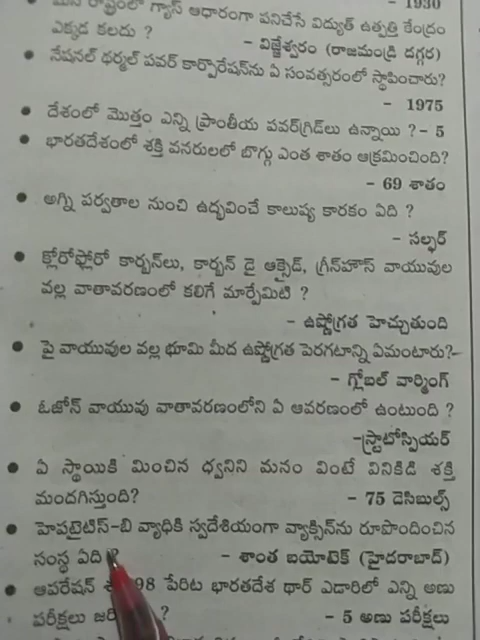 – 1930
మన రాష్ట్రంలో గ్యాస్ ఆధారంగా పనిచేసే విద్యుత్ ఉత్పత్తి కేంద్రం
ఎక్కడ కలదు ? – విజ్జేశ్వరం (రాజమండ్రి దగ్గర)
• నేషనల్ థర్మల్ పవర్ కార్పొరేషన్‌ను ఏ సంవత్సరంలో స్థాపించారు?
– 1975
• దేశంలో మొత్తం ఎన్ని ప్రాంతీయ పవర్‌గ్రిడ్‌లు ఉన్నాయి ? – 5
• భారతదేశంలో శక్తి వనరులలో బొగ్గు ఎంత శాతం ఆక్రమించింది?
– 69 శాతం
• అగ్ని పర్వతాల నుంచి ఉద్భవించే కాలుష్య కారకం ఏది ?
– సల్ఫర్
• క్లోరోఫ్లోరో కార్బన్‌లు, కార్బన్ డై ఆక్సైడ్, గ్రీన్‌హౌస్ వాయువుల
వల్ల వాతావరణంలో కలిగే మార్పేమిటి ?
– ఉష్ణోగ్రత హెచ్చుతుంది
• పై వాయువుల వల్ల భూమి మీద ఉష్ణోగ్రత పెరగటాన్ని ఏమంటారు?–
– గ్లోబల్ వార్మింగ్
• ఓజోన్ వాయువు వాతావరణంలోని ఏ ఆవరణంలో ఉంటుంది ?
–స్ట్రాటోస్పియర్
• ఏ స్థాయికి మించిన ధ్వనిని మనం వింటే వినికిడి శక్తి
మందగిస్తుంది? – 75 డెసిబుల్స్
• హెపటైటిస్-బి వ్యాధికి స్వదేశీయంగా వ్యాక్సిన్‌ను రూపొందించిన
సంస్థ ఏది ? – శాంత బయోటెక్ (హైదరాబాద్)
• ఆపరేషన్ 98 పేరిట భారతదేశ థార్ ఎడారిలో ఎన్ని అణు
పరీక్షలు ? – 5 అణు పరీక్షలు